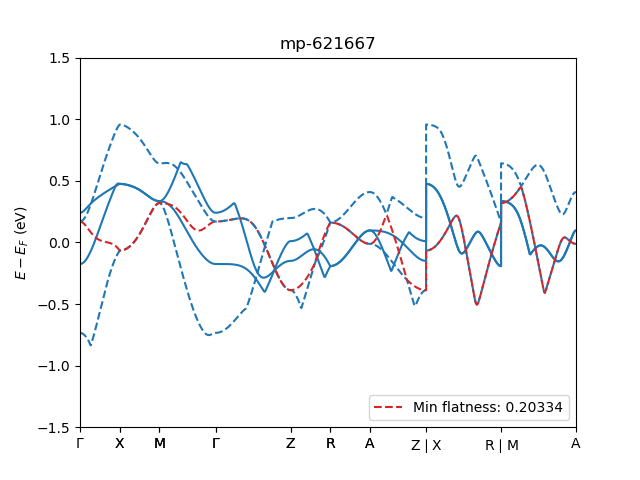 mp-621667
E − E_F (eV)
1.5
1.0
0.5
0.0
−0.5
−1.0
−1.5
Min flatness: 0.20334
Γ X M Γ Z R A Z | X R | M A